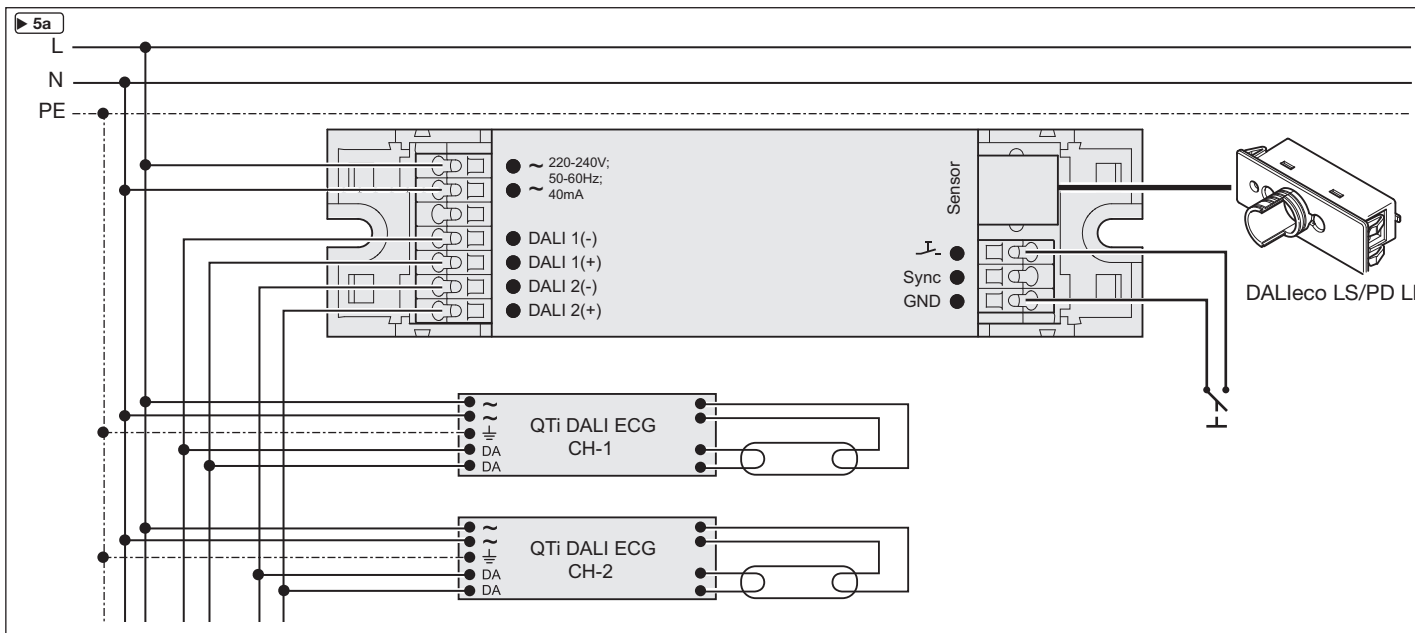 ▶ 5a
L
N
PE
~ 220-240V;
50-60Hz;
~ 40mA
DALI 1(-)
DALI 1(+)
DALI 2(-)
DALI 2(+)
Sensor
Sync
GND
DALIeco LS/PD
QTi DALI ECG
CH-1
~
~
DA
DA
QTi DALI ECG
CH-2
~
~
DA
DA